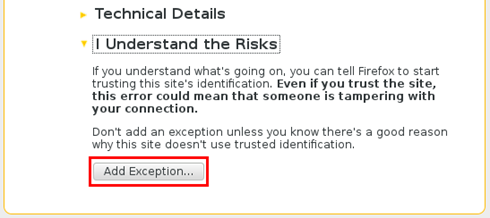 Technical Details
I Understand the Risks
If you understand what's going on, you can tell Firefox to start
trusting this site's identification. Even if you trust the site,
this error could mean that someone is tampering with
your connection.
Don't add an exception unless you know there's a good reason
why this site doesn't use trusted identification.
Add Exception...